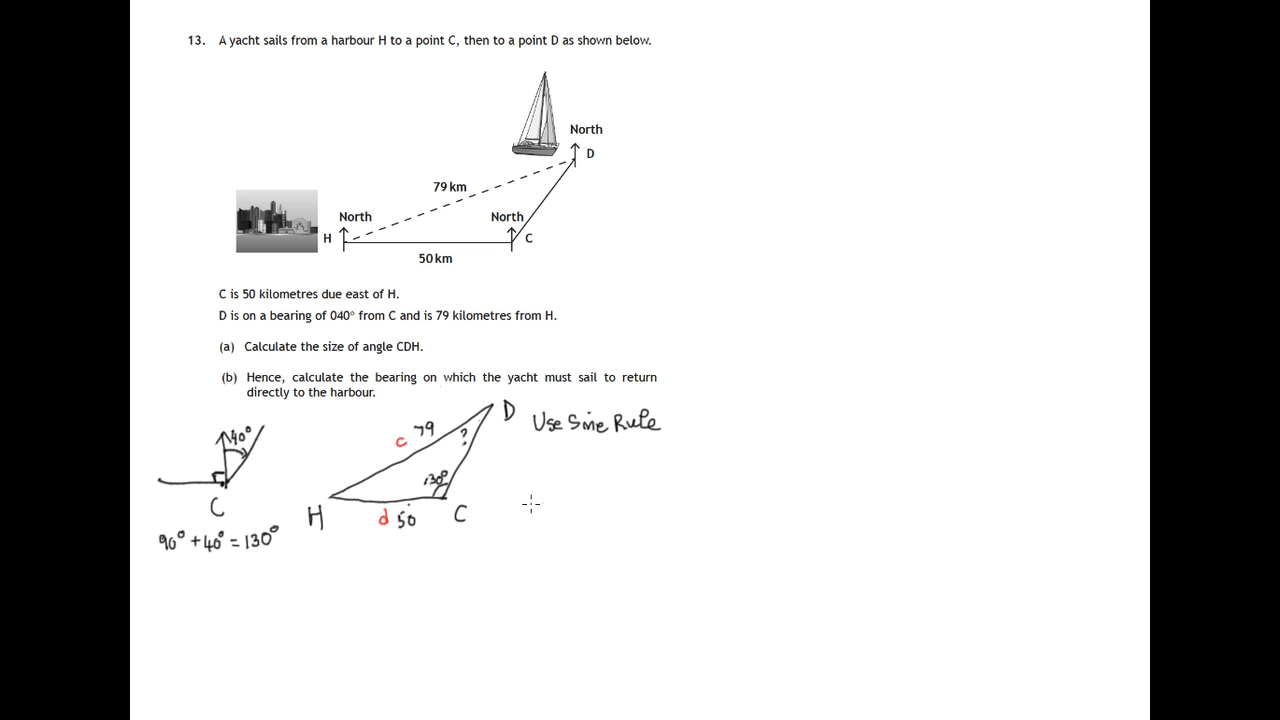 13. A yacht sails from a harbour H to a point C, then to a point D as shown below.
North
D
79 km
North
North
H
C
50 km
C is 50 kilometres due east of H.
D is on a bearing of 040° from C and is 79 kilometres from H.
(a) Calculate the size of angle CDH.
(b) Hence, calculate the bearing on which the yacht must sail to return
directly to the harbour.
40°
C
90° + 40° = 130°
D
c 79
?
130°
H
d 50
C
Use Sine Rule